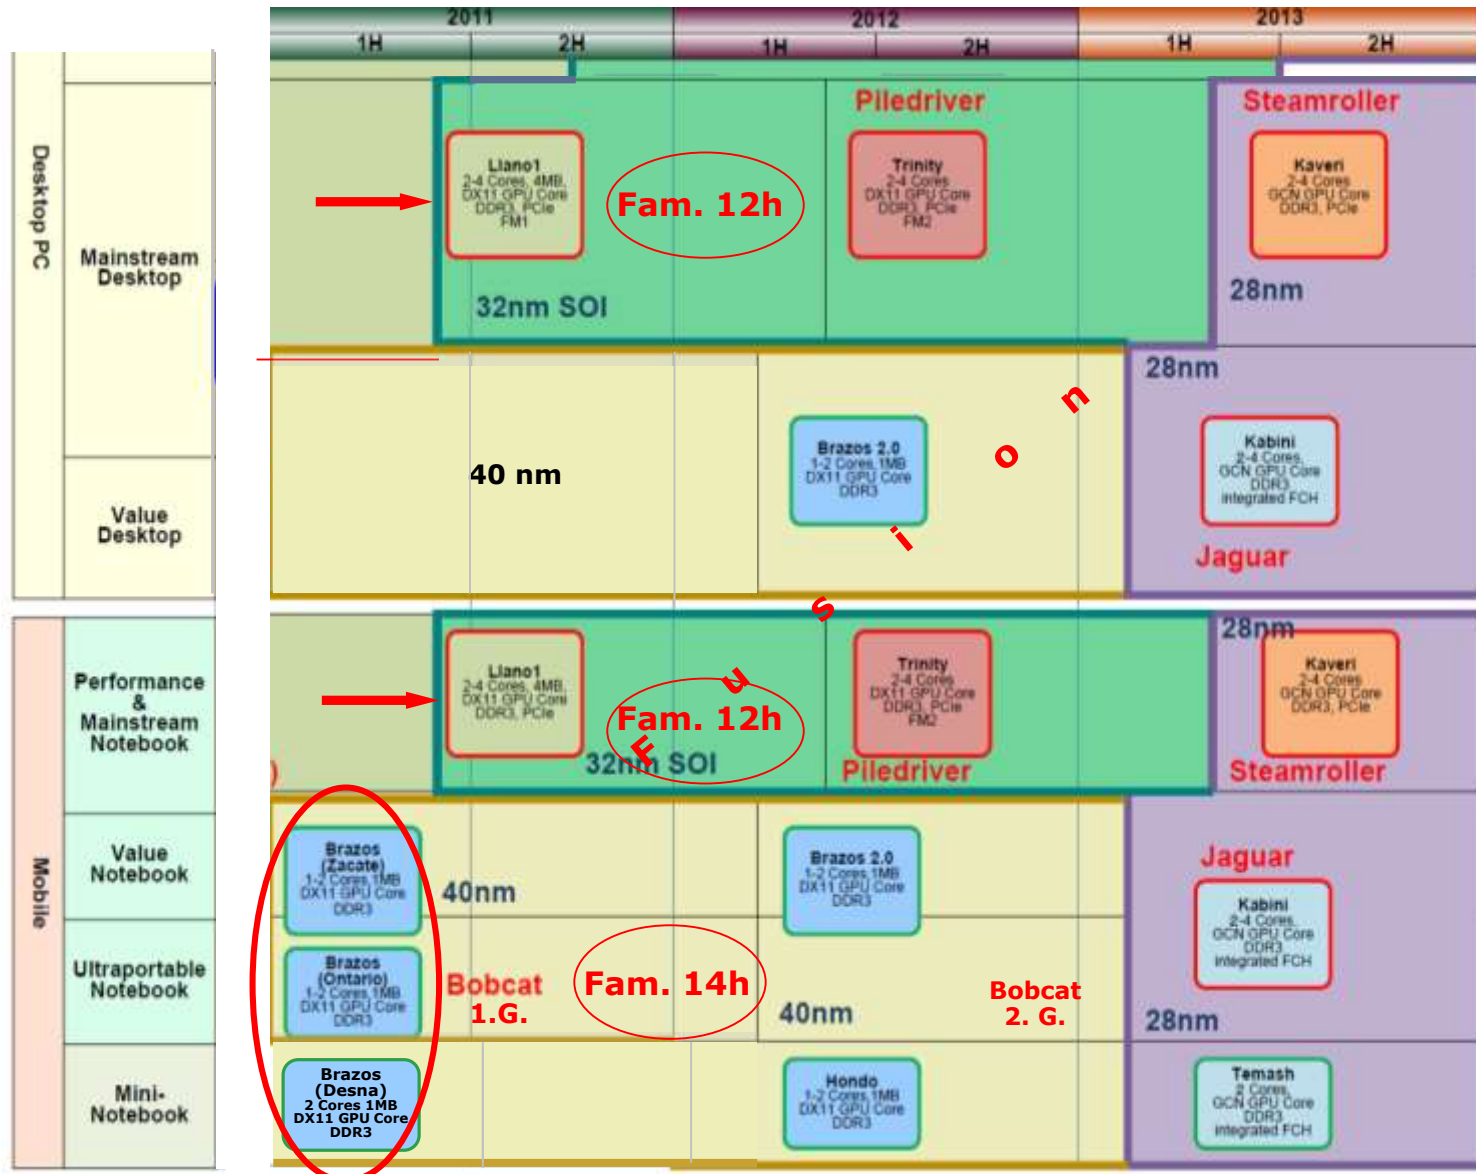 2011
2012
2013
1H
2H
1H
2H
1H
2H
Desktop PC
Mainstream
Desktop
Llano1
2-4 Cores, 4MB,
DX11 GPU Core
DDR3, PCIe
FM1
Fam. 12h
32nm SOI
Piledriver
Trinity
2-4 Cores
DX11 GPU Core
DDR3, PCIe
FM2
Steamroller
Kaveri
2-4 Cores
GCN GPU Core
DDR3, PCIe
28nm
28nm
Value
Desktop
40 nm
Brazos 2.0
1-2 Cores, 1MB
DX11 GPU Core
DDR3
Kabini
2-4 Cores,
GCN GPU Core
DDR3
integrated FCH
Jaguar
Fusion
Mobile
Performance
&
Mainstream
Notebook
)
Llano1
2-4 Cores, 4MB,
DX11 GPU Core
DDR3, PCIe
Fam. 12h
32nm SOI
Trinity
2-4 Cores
DX11 GPU Core
DDR3, PCIe
FM2
Piledriver
28nm
Kaveri
2-4 Cores
GCN GPU Core
DDR3, PCIe
Steamroller
Value
Notebook
Brazos
(Zacate)
1-2 Cores, 1MB
DX11 GPU Core
DDR3
40nm
Brazos 2.0
1-2 Cores, 1MB
DX11 GPU Core
DDR3
Jaguar
Kabini
2-4 Cores,
GCN GPU Core
DDR3
integrated FCH
Ultraportable
Notebook
Brazos
(Ontario)
1-2 Cores, 1MB
DX11 GPU Core
DDR3
Bobcat
1.G.
Fam. 14h
40nm
Bobcat
2. G.
28nm
Mini-
Notebook
Brazos
(Desna)
2 Cores 1MB
DX11 GPU Core
DDR3
Hondo
1-2 Cores, 1MB
DX11 GPU Core
DDR3
Temash
2 Cores,
GCN GPU Core
DDR3
integrated FCH